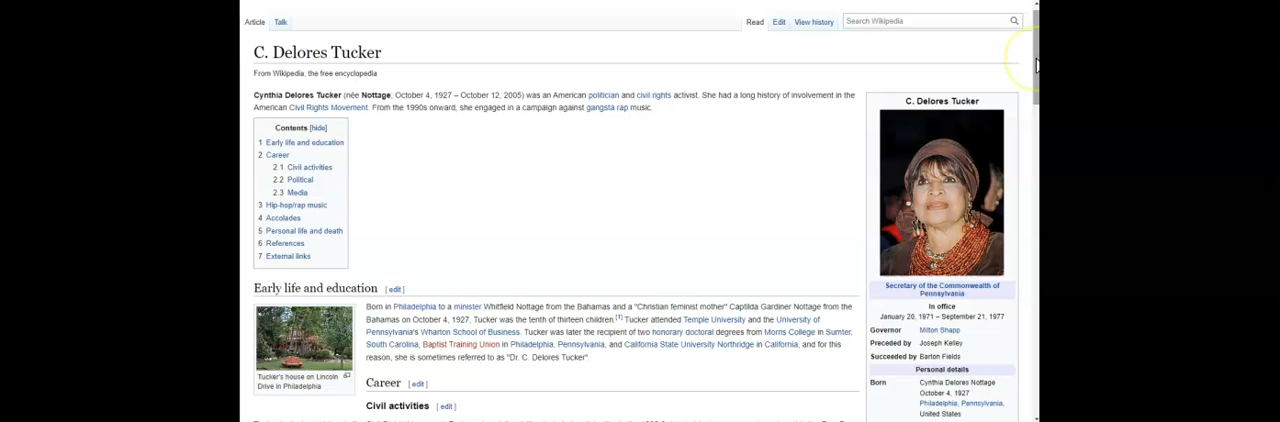 Article Talk Read Edit View history Search Wikipedia
C. Delores Tucker
From Wikipedia, the free encyclopedia
Cynthia Delores Tucker (née Nottage; October 4, 1927 – October 12, 2005) was an American politician and civil rights activist. She had a long history of involvement in the
American Civil Rights Movement. From the 1990s onward, she engaged in a campaign against gangsta rap music.
Contents [hide]
1 Early life and education
2 Career
2.1 Civil activities
2.2 Political
2.3 Media
3 Hip-hop/rap music
4 Accolades
5 Personal life and death
6 References
7 External links
Early life and education [ edit ]
Born in Philadelphia to a minister Whitfield Nottage from the Bahamas and a "Christian feminist mother" Captilda Gardiner Nottage from the
Bahamas on October 4, 1927, Tucker was the tenth of thirteen children.[1] Tucker attended Temple University and the University of
Pennsylvania's Wharton School of Business. Tucker was later the recipient of two honorary doctoral degrees from Morris College in Sumter,
South Carolina, Baptist Training Union in Philadelphia, Pennsylvania, and California State University Northridge in California, and for this
reason, she is sometimes referred to as "Dr. C. Delores Tucker".
Tucker's house on Lincoln
Drive in Philadelphia
Career [ edit ]
Civil activities [ edit ]
C. Delores Tucker
Secretary of the Commonwealth of
Pennsylvania
In office
January 20, 1971 – September 21, 1977
Governor Milton Shapp
Preceded by Joseph Kelley
Succeeded by Barton Fields
Personal details
Born Cynthia Delores Nottage
October 4, 1927
Philadelphia, Pennsylvania,
United States